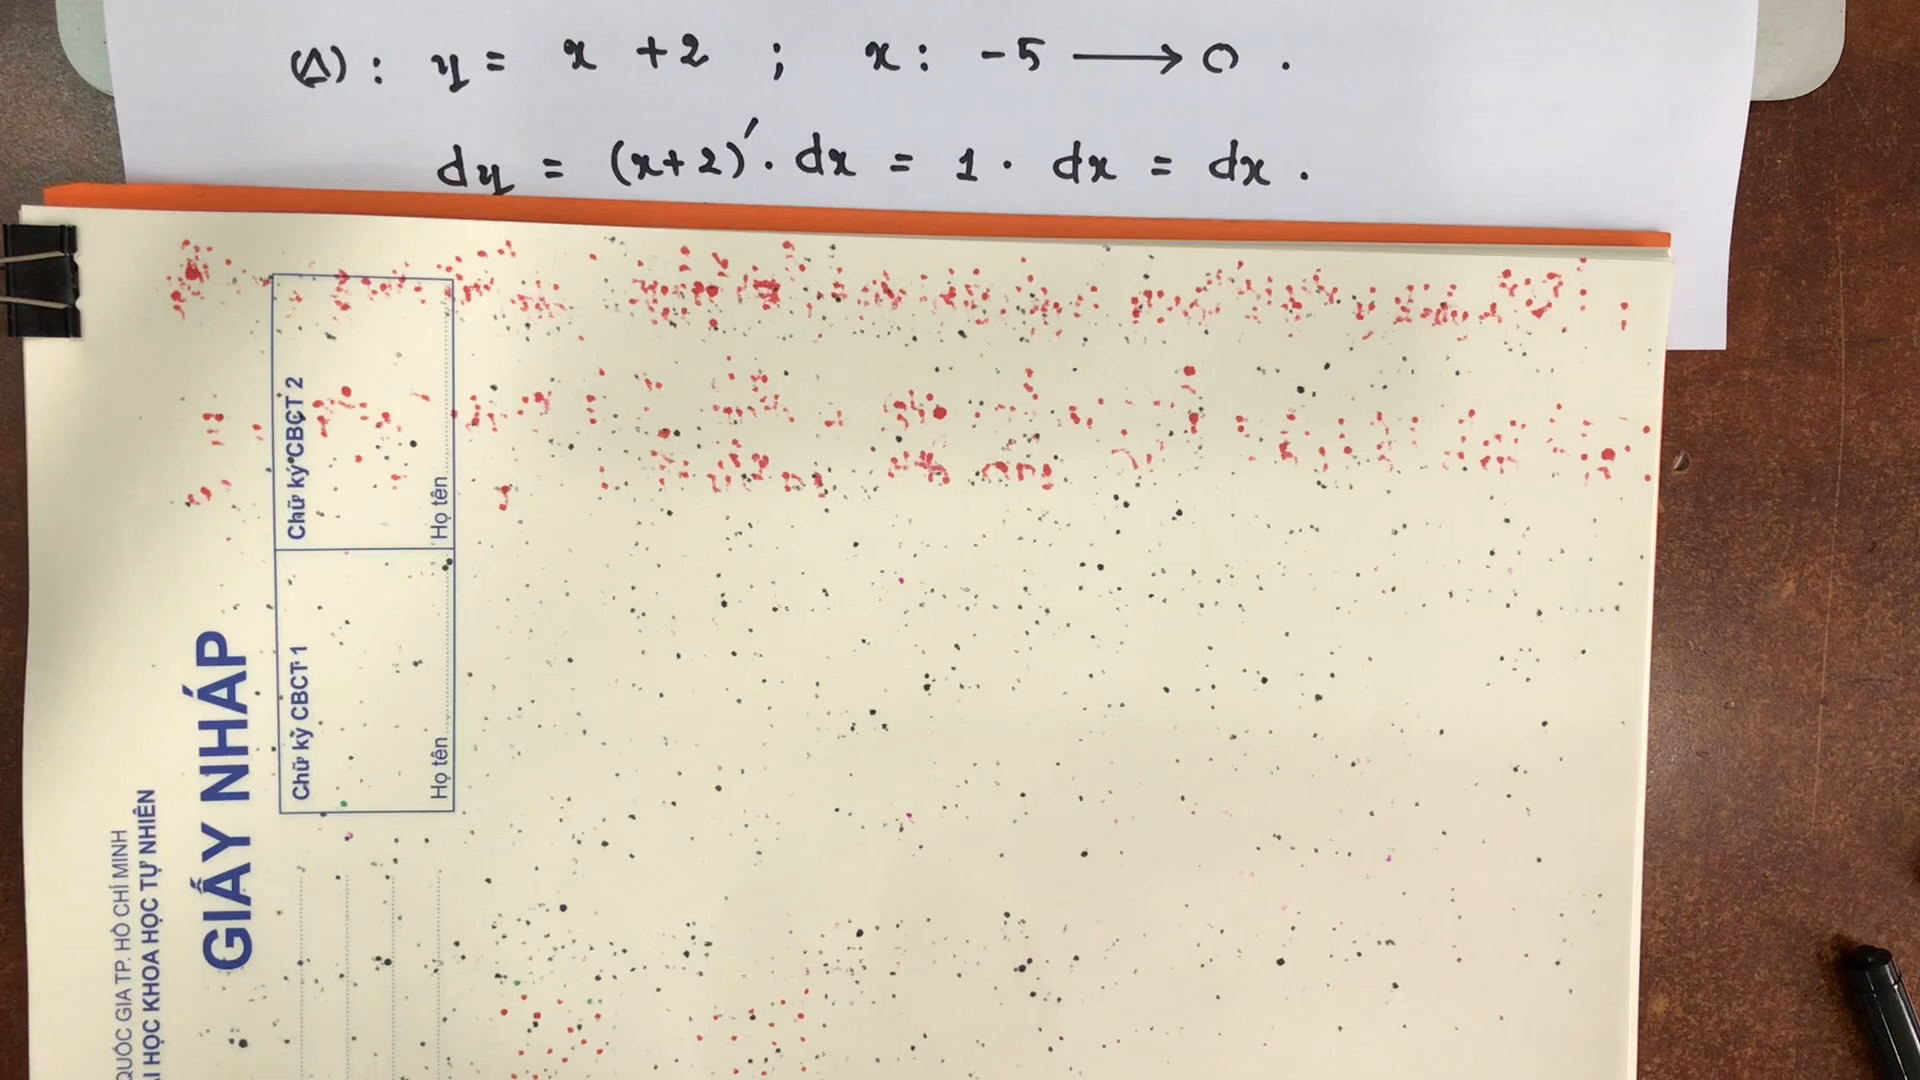 (Δ) : y = x + 2 ; x : -5 ⟶ 0 .
dy = (x+2)′ . dx = 1 . dx = dx .
QUỐC GIA TP. HỒ CHÍ MINH
ẠI HỌC KHOA HỌC TỰ NHIÊN
GIẤY NHÁP
Chữ ký CBCT 1
Họ tên
Chữ ký CBCT 2
Họ tên